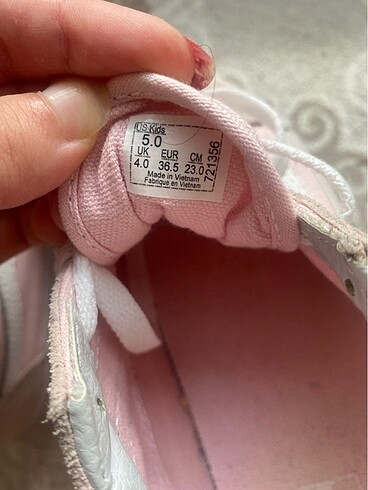 US Kids
5.0
UK EUR CM
4.0 36.5 23.0
Made in Vietnam
Fabrique en Vietnam
721356